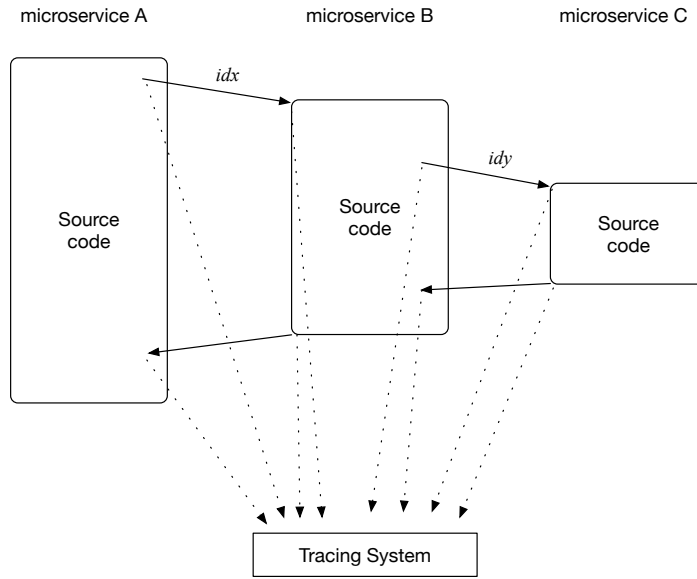 microservice A
microservice B
microservice C
idx
idy
Source
code
Source
code
Source
code
Tracing System